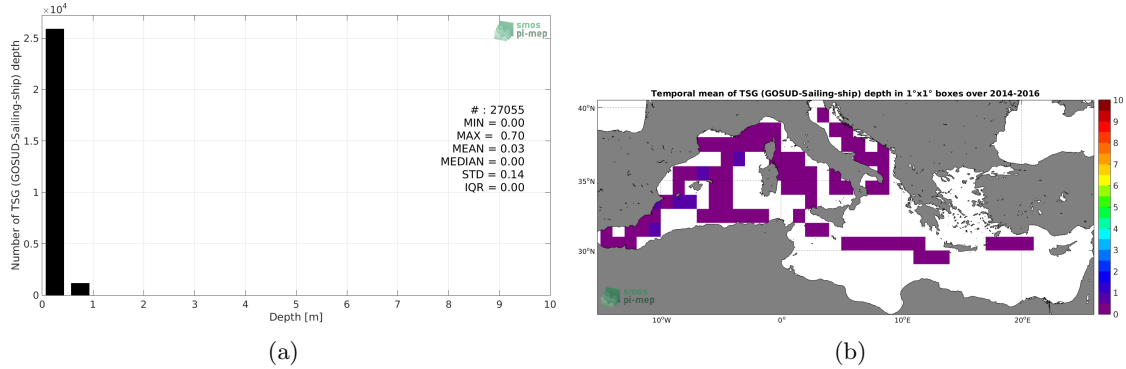 ×10⁴
2.5
2
1.5
1
0.5
0
0 1 2 3 4 5 6 7 8 9 10
Depth [m]
Number of TSG (GOSUD-Sailing-ship) depth
smos
pi-mep
# : 27055
MIN = 0.00
MAX = 0.70
MEAN = 0.03
MEDIAN = 0.00
STD = 0.14
IQR = 0.00
(a)
Temporal mean of TSG (GOSUD-Sailing-ship) depth in 1°x1° boxes over 2014-2016
40°N
35°N
30°N
10°W 0° 10°E 20°E
smos
pi-mep
10
9
8
7
6
5
4
3
2
1
0
(b)